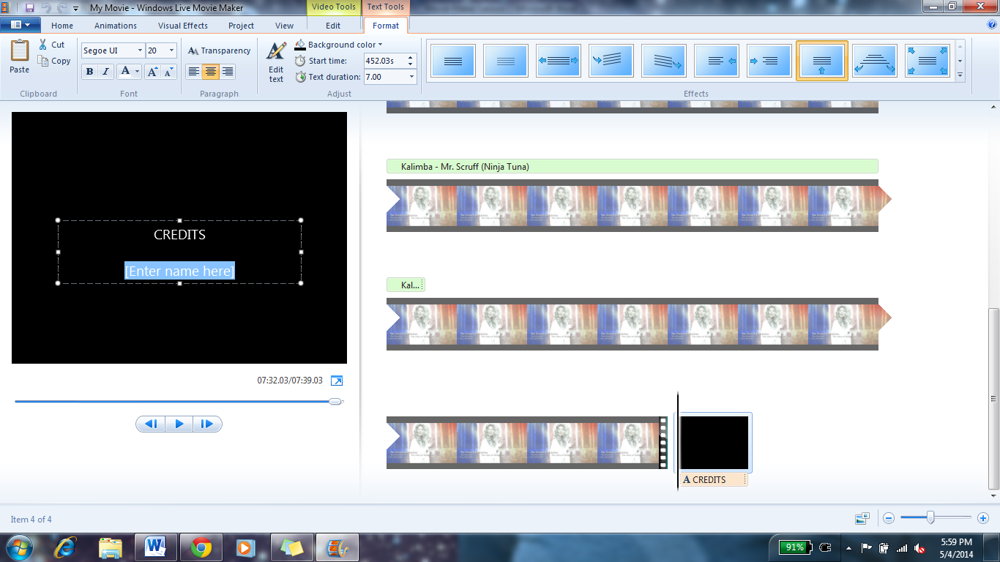 My Movie - Windows Live Movie Maker
Video Tools
Text Tools
Home
Animations
Visual Effects
Project
View
Edit
Format
Paste
Cut
Copy
Clipboard
Segoe UI
20
B I A A A
Font
Transparency
Paragraph
Edit text
Background color
Start time: 452.03s
Text duration: 7.00
Adjust
Effects
CREDITS
[Enter name here]
07:32.03/07:39.03
Kalimba - Mr. Scruff (Ninja Tuna)
Kal...
A CREDITS
Item 4 of 4
91%
5:59 PM
5/4/2014